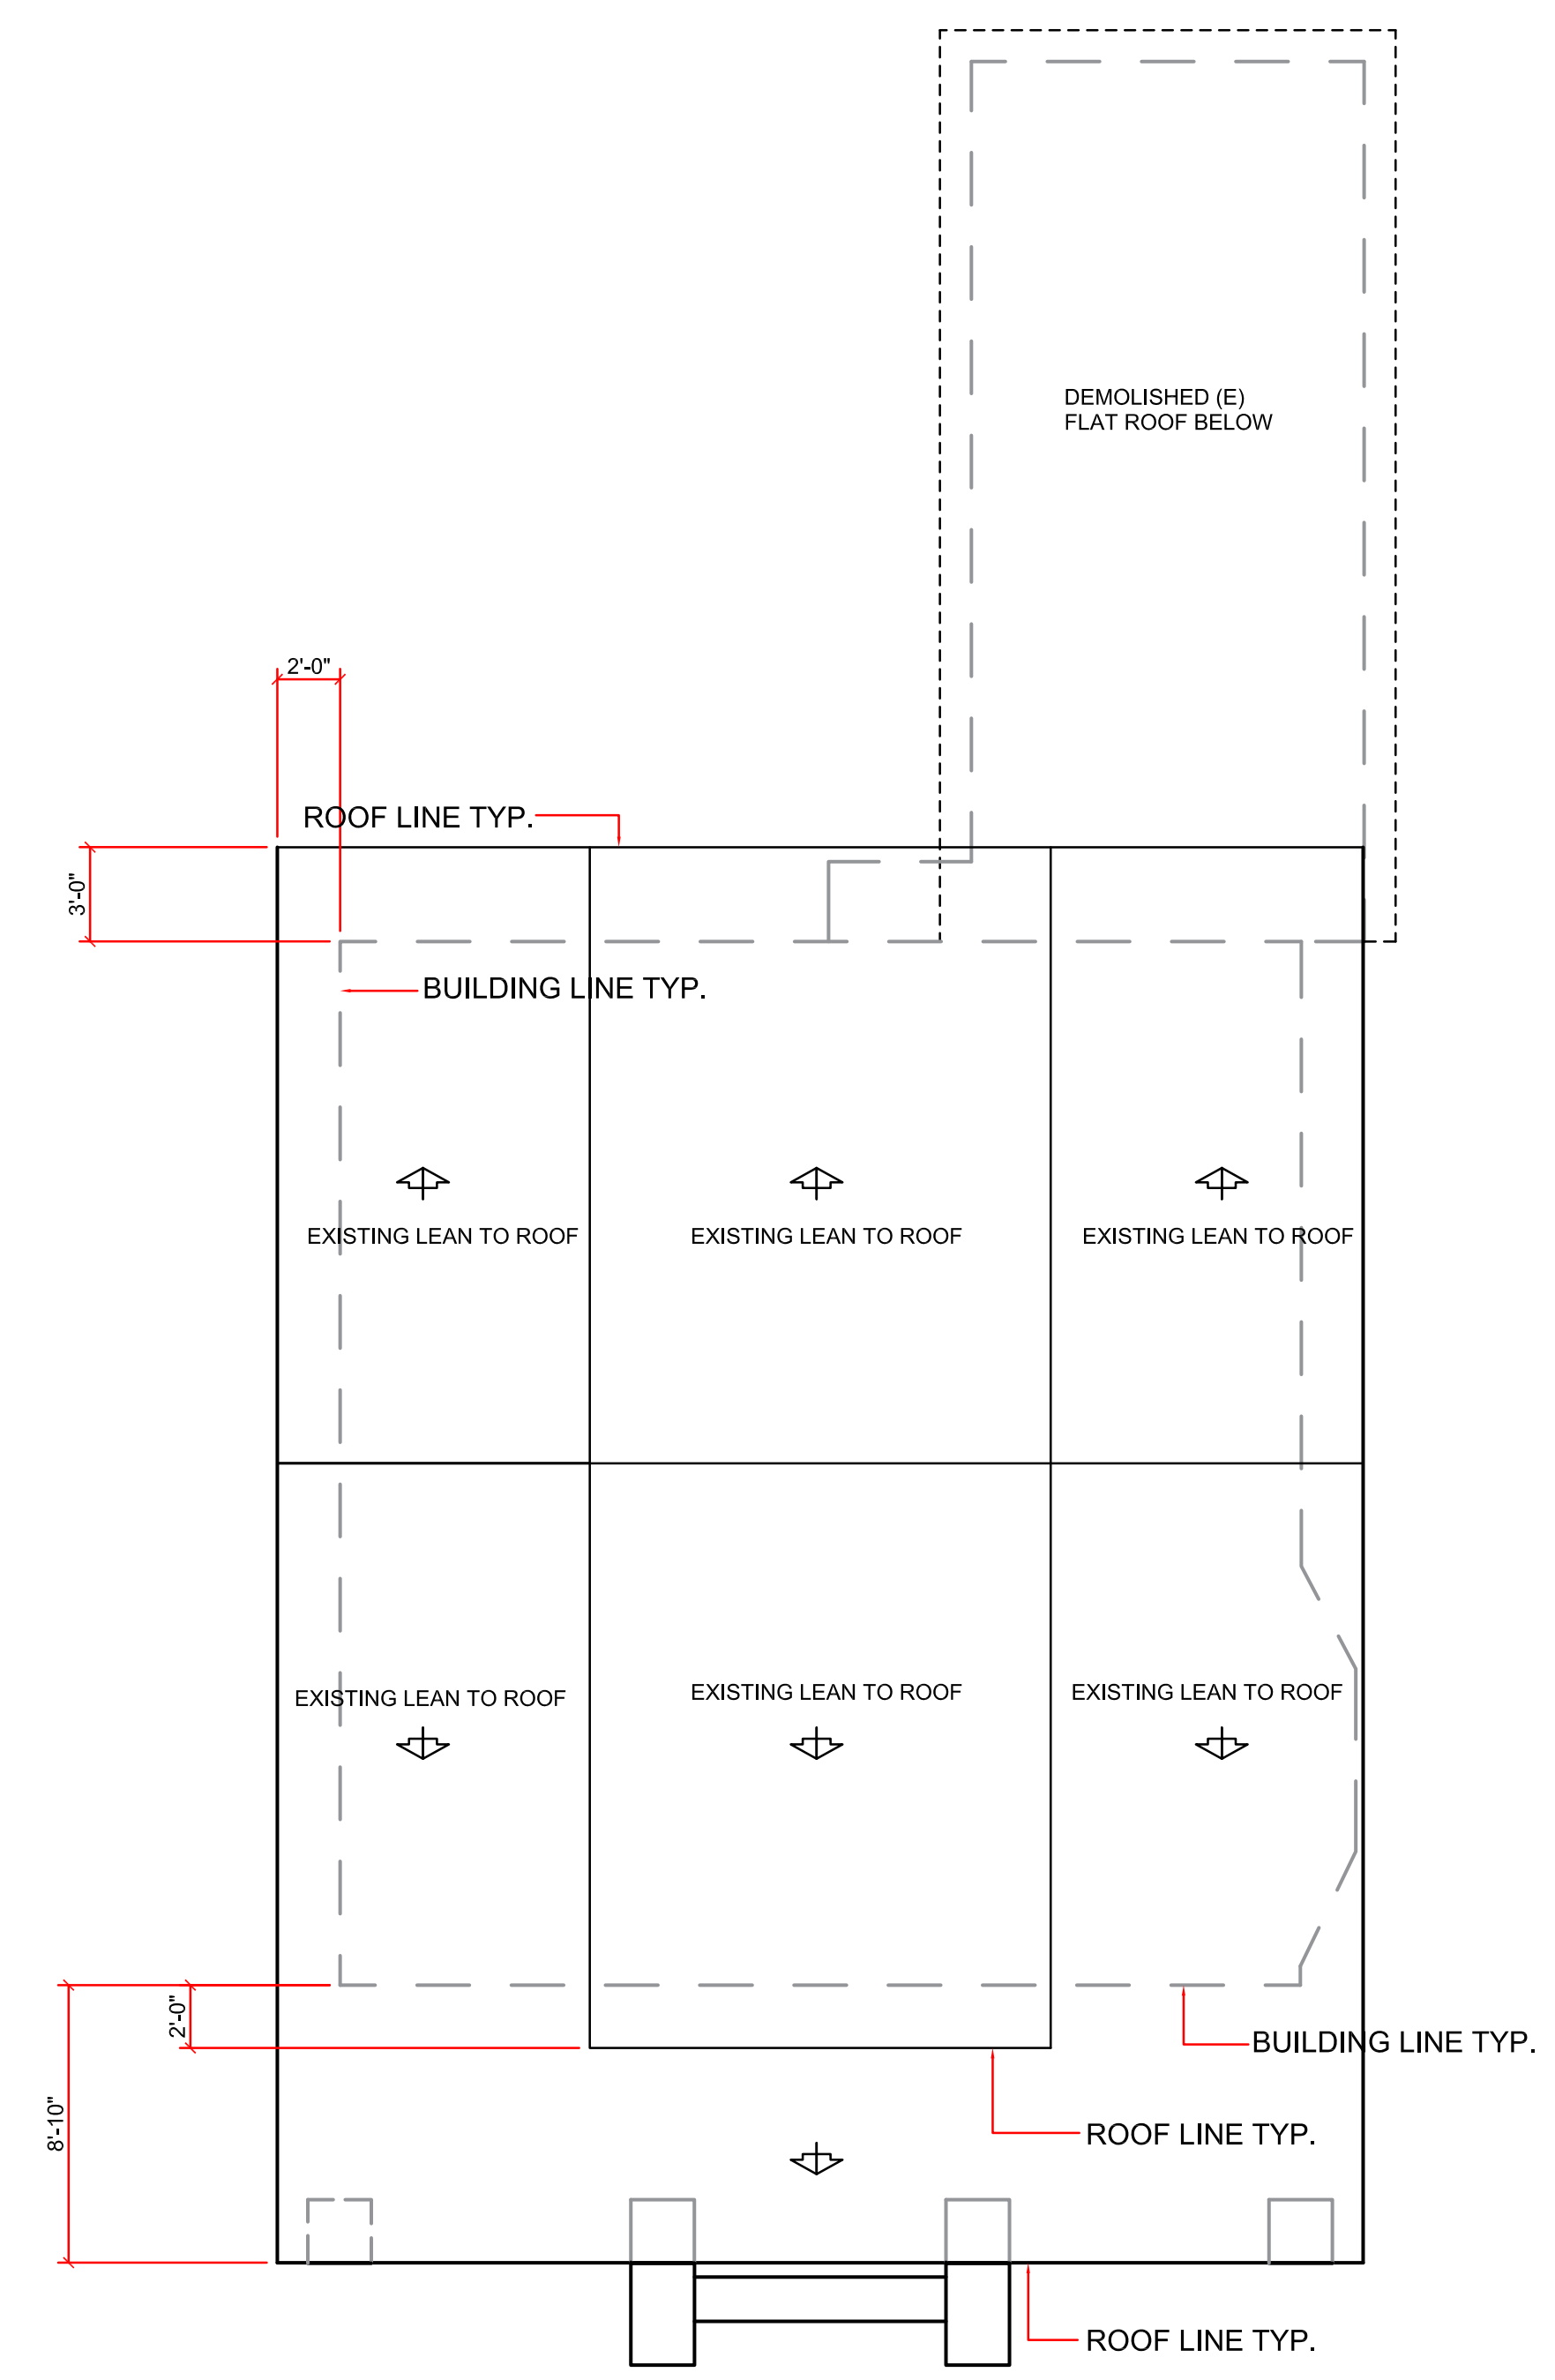 DEMOLISHED (E)
FLAT ROOF BELOW
2'-0"
ROOF LINE TYP.
3'-0"
BUILDING LINE TYP.
EXISTING LEAN TO ROOF
EXISTING LEAN TO ROOF
EXISTING LEAN TO ROOF
EXISTING LEAN TO ROOF
EXISTING LEAN TO ROOF
EXISTING LEAN TO ROOF
2'-0"
BUILDING LINE TYP.
8'-10"
ROOF LINE TYP.
ROOF LINE TYP.